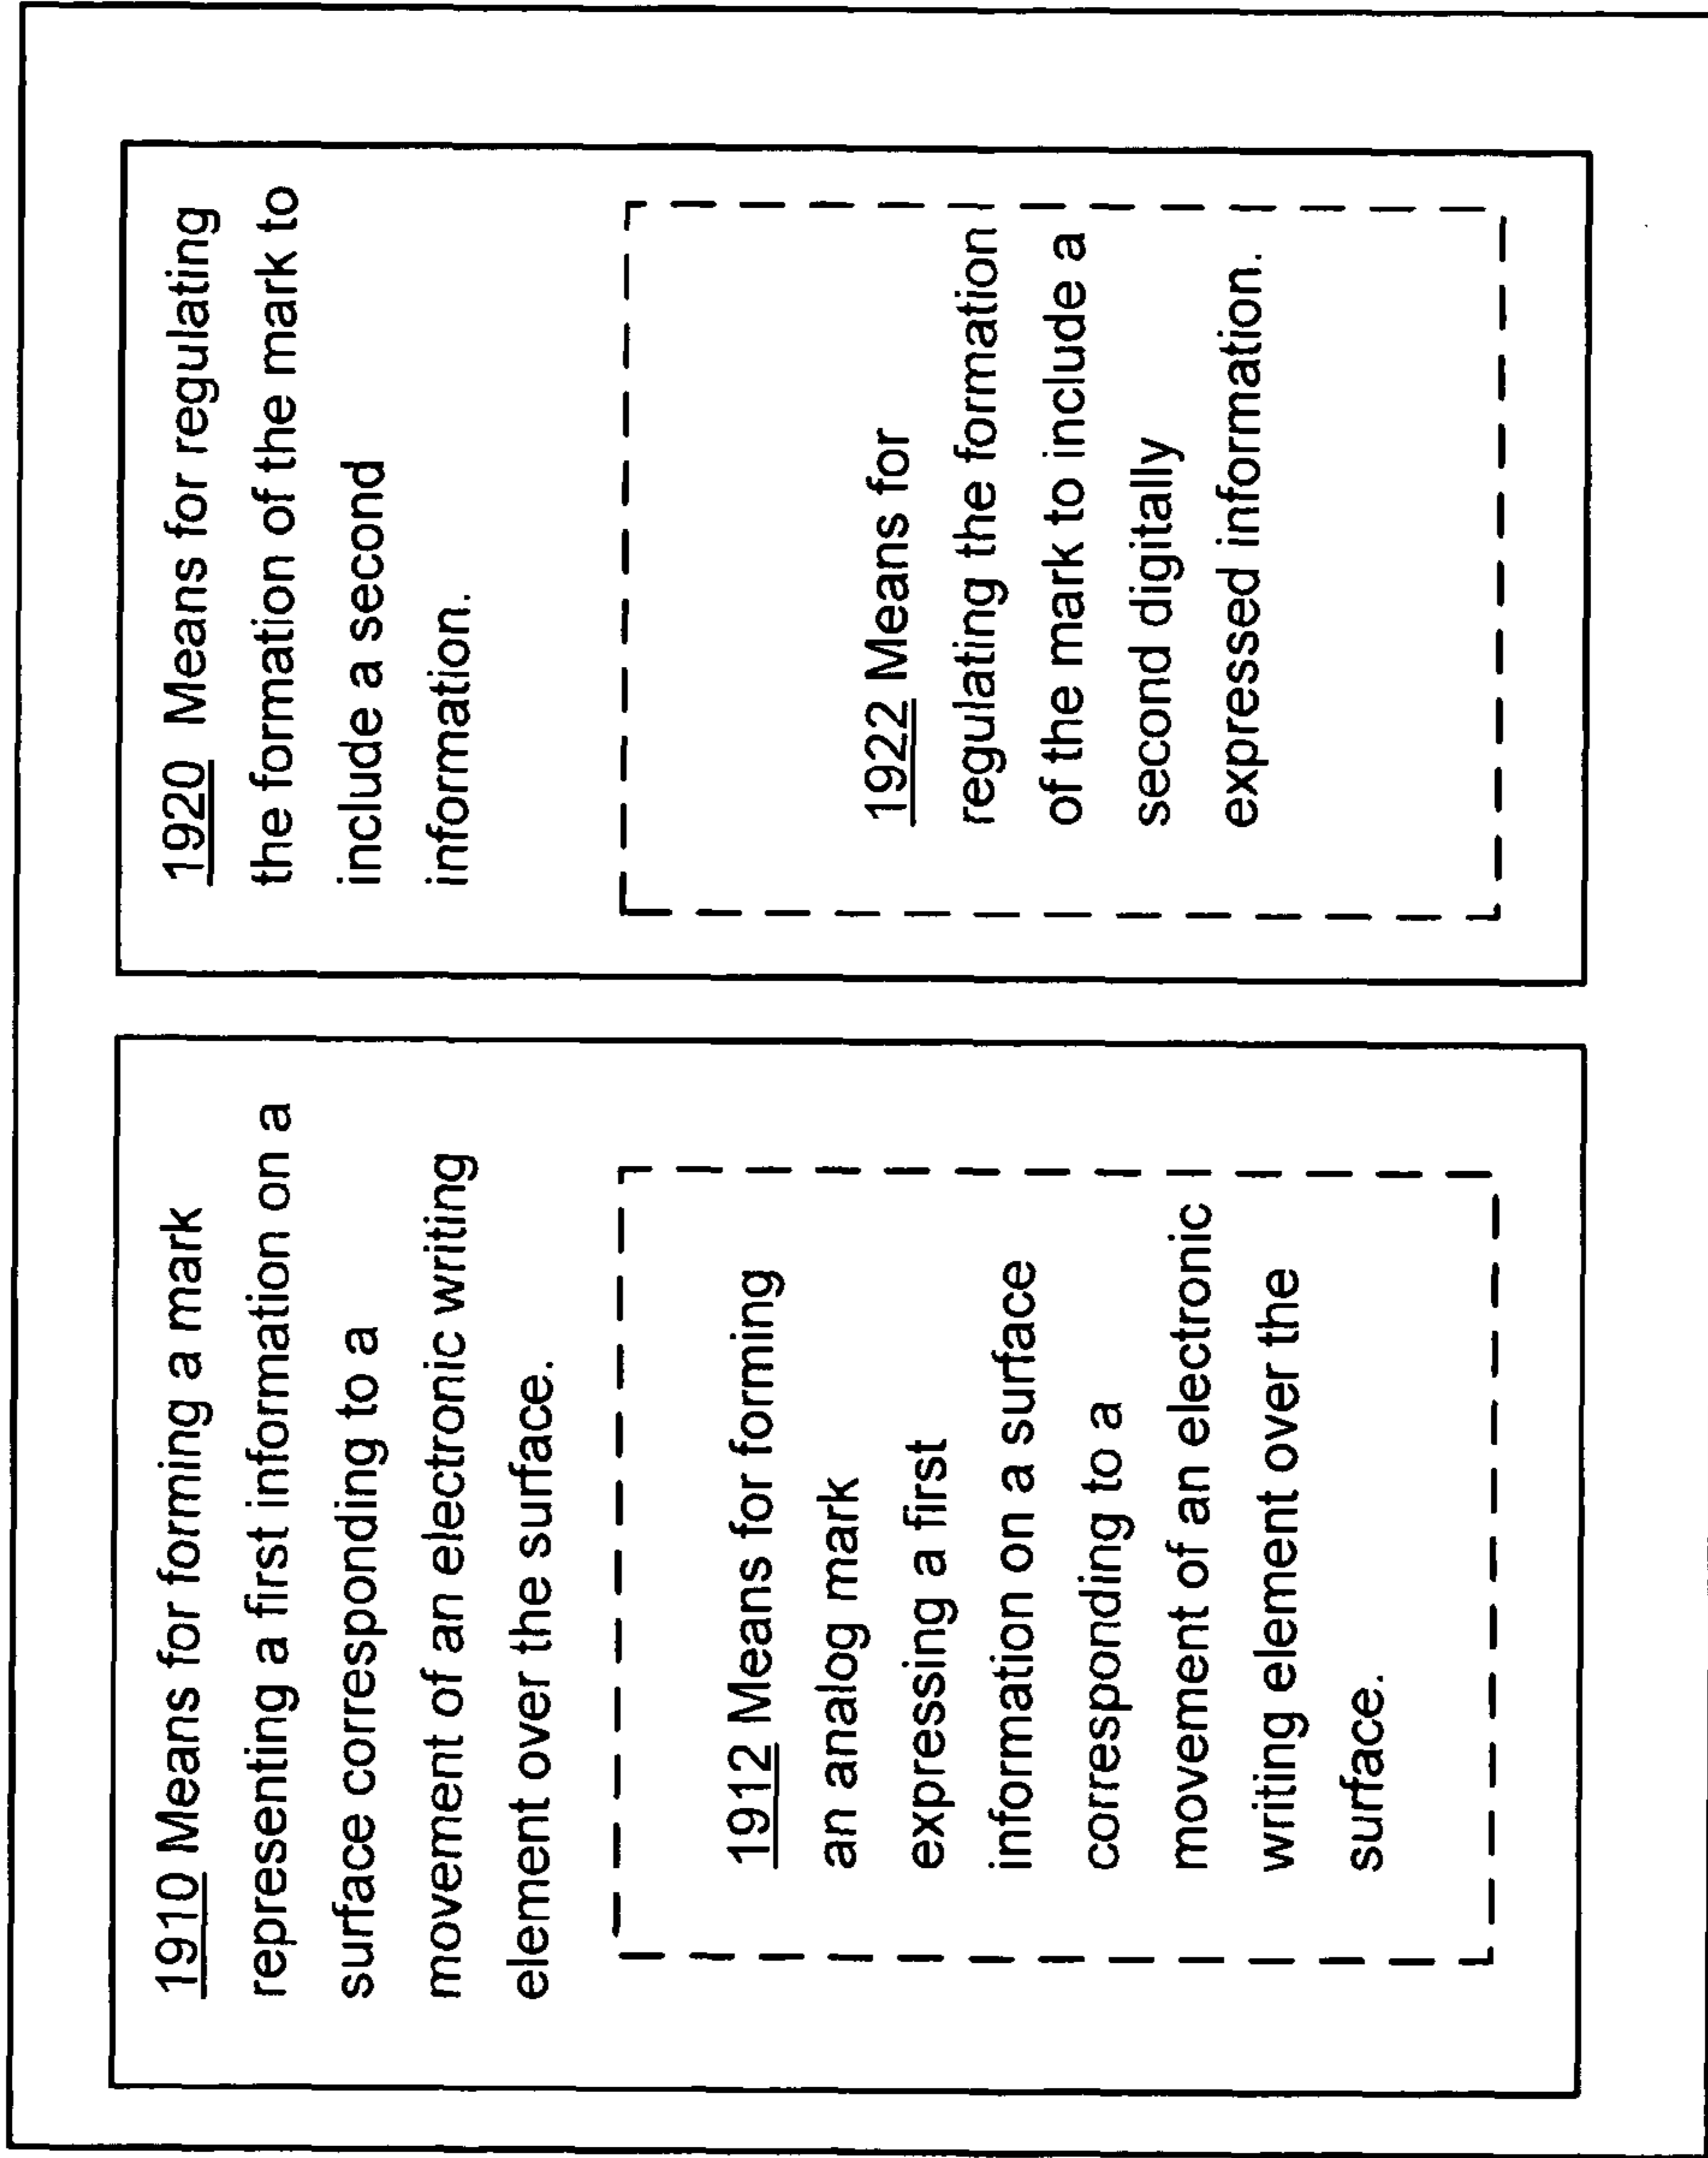 1910 Means for forming a mark
representing a first information on a
surface corresponding to a
movement of an electronic writing
element over the surface.
1912 Means for forming
an analog mark
expressing a first
information on a surface
corresponding to a
movement of an electronic
writing element over the
surface.
1920 Means for regulating
the formation of the mark to
include a second
information.
1922 Means for
regulating the formation
of the mark to include a
second digitally
expressed information.